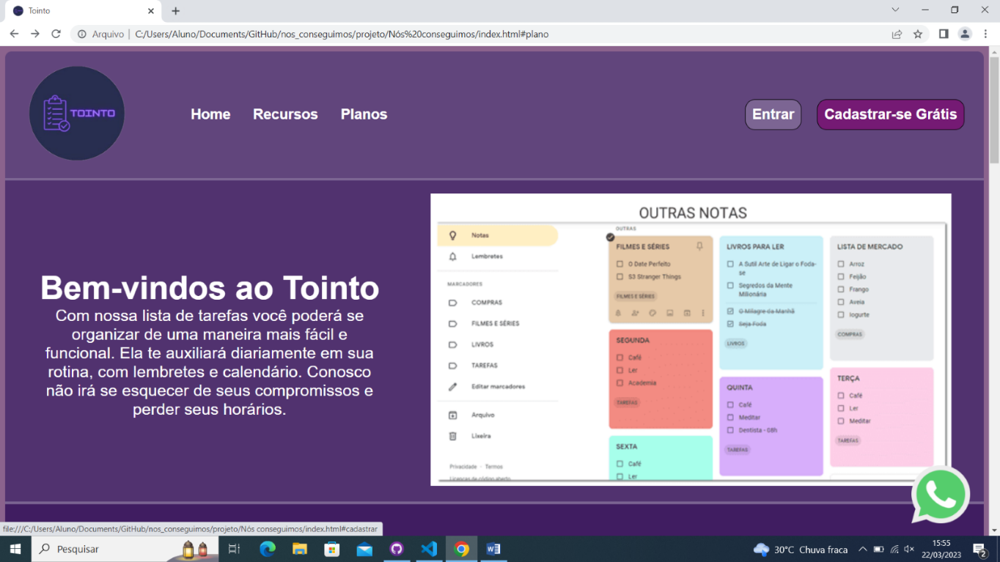 Tointo
Arquivo
C:/Users/Aluno/Documents/GitHub/nos_conseguimos/projeto/Nós%20conseguimos/index.html#plano
TOINTO
Home
Recursos
Planos
Entrar
Cadastrar-se Grátis
Bem-vindos ao Tointo
Com nossa lista de tarefas você poderá se
organizar de uma maneira mais fácil e
funcional. Ela te auxiliará diariamente em sua
rotina, com lembretes e calendário. Conosco
não irá se esquecer de seus compromissos e
perder seus horários.
OUTRAS NOTAS
Notas
Lembretes
MARCADORES
COMPRAS
FILMES E SÉRIES
LIVROS
TAREFAS
Editar marcadores
Arquivo
Lixeira
Privacidade - Termos
Licenças de código aberto
OUTRAS
FILMES E SÉRIES
O Date Perfeito
S3 Stranger Things
FILMES E SÉRIES
SEGUNDA
Café
Ler
Academia
TAREFAS
SEXTA
Café
Ler
LIVROS PARA LER
A Sutil Arte de Ligar o Foda-
se
Segredos da Mente
Milionária
O Milagre da Manhã
Seja Foda
LIVROS
QUINTA
Café
Meditar
Dentista - 08h
TAREFAS
LISTA DE MERCADO
Arroz
Feijão
Frango
Aveia
Iogurte
COMPRAS
TERÇA
Café
Ler
Meditar
TAREFAS
file:///C:/Users/Aluno/Documents/GitHub/nos_conseguimos/projeto/Nós conseguimos/index.html#cadastrar
Pesquisar
30°C Chuva fraca
15:55
22/03/2023
2